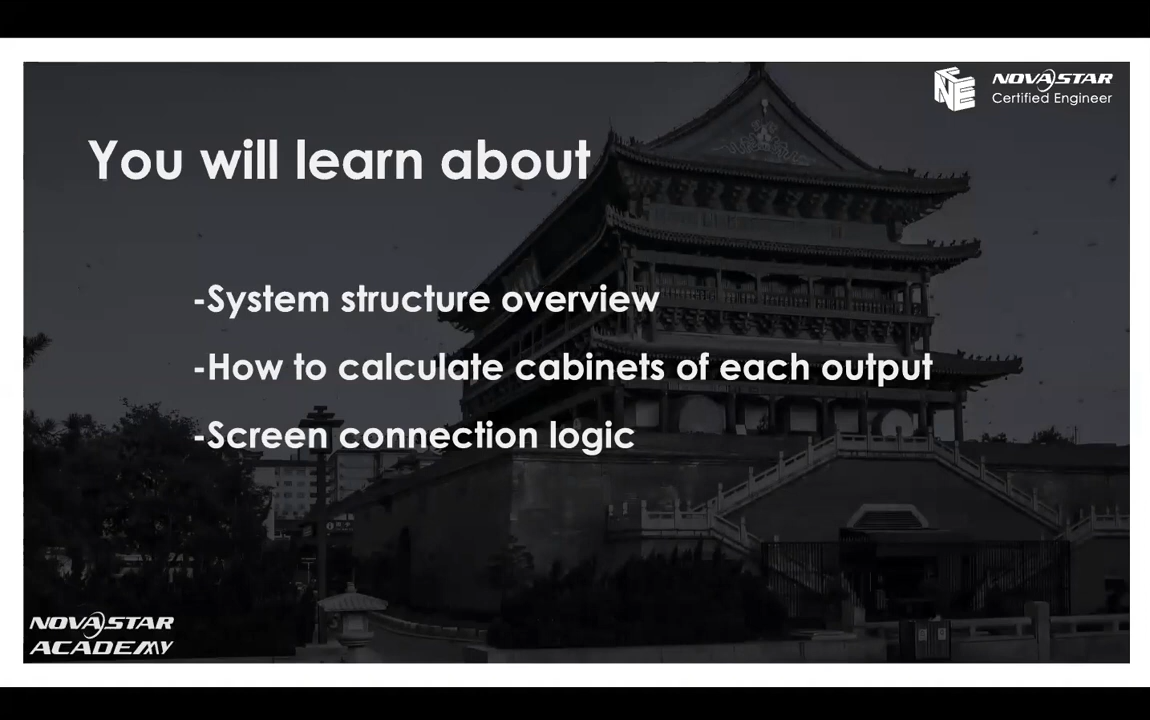 CNE
NOVASTAR
Certified Engineer
You will learn about
-System structure overview
-How to calculate cabinets of each output
-Screen connection logic
NOVASTAR
ACADEMY